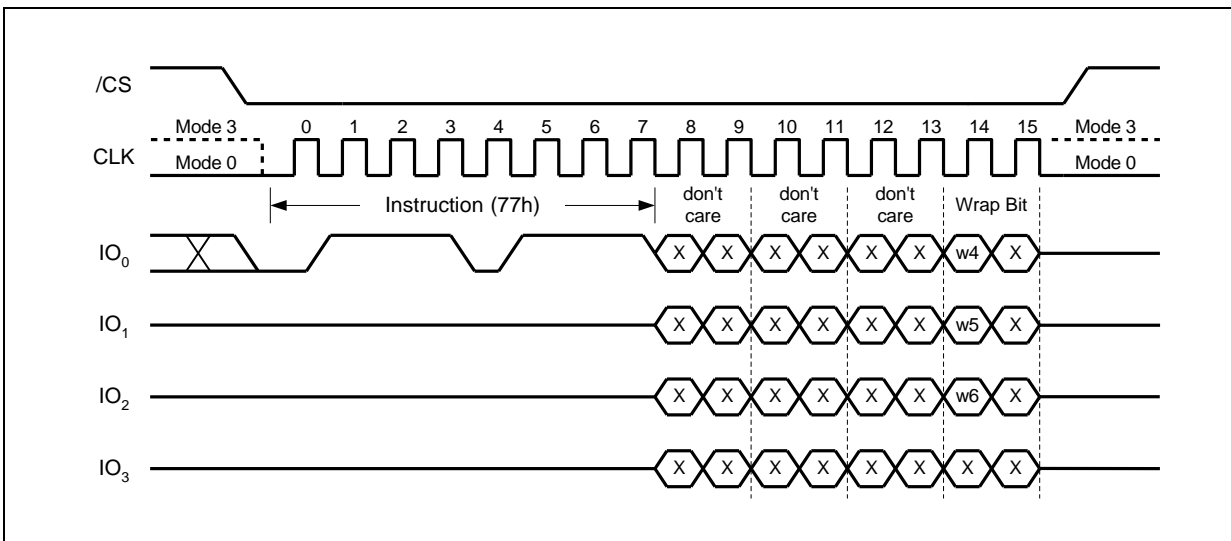 /CS
Mode 3 0 1 2 3 4 5 6 7 8 9 10 11 12 13 14 15 Mode 3
CLK
Mode 0 Mode 0
Instruction (77h) don't care don't care don't care Wrap Bit
IO0 X X X X X X w4 X
IO1 X X X X X X w5 X
IO2 X X X X X X w6 X
IO3 X X X X X X X X